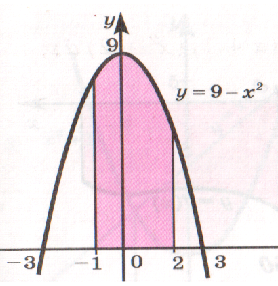 y
9
y = 9 – x²
–3 –1 0 2 3